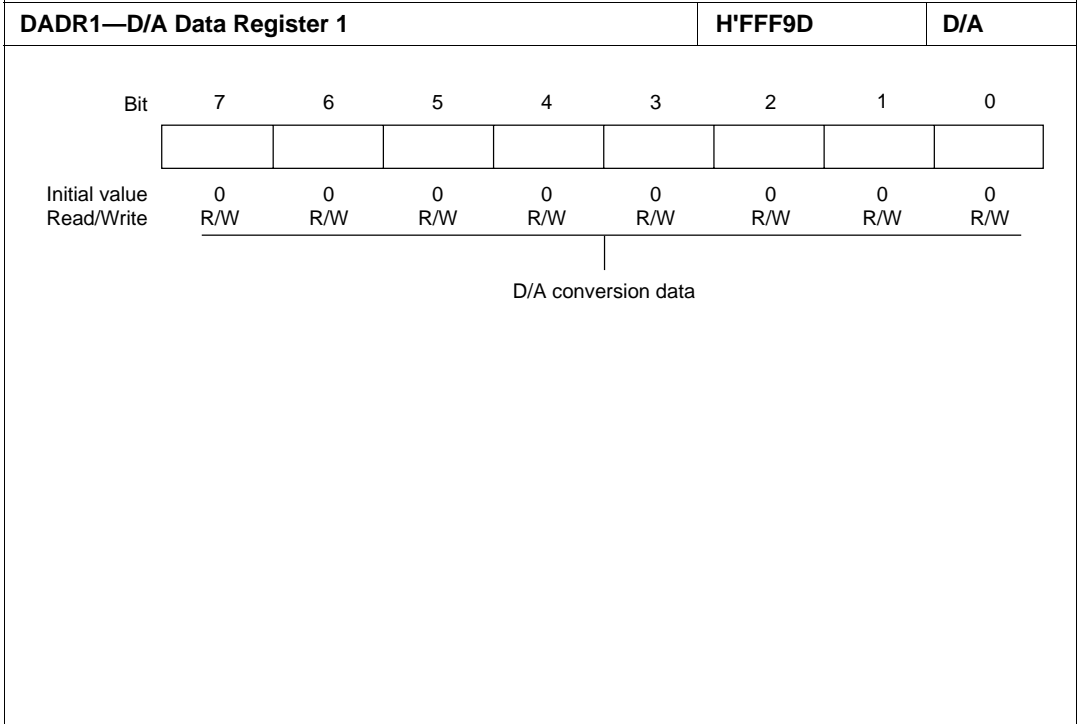 DADR1—D/A Data Register 1 H'FFF9D D/A
Bit 7 6 5 4 3 2 1 0
Initial value 0 0 0 0 0 0 0 0
Read/Write R/W R/W R/W R/W R/W R/W R/W R/W
D/A conversion data